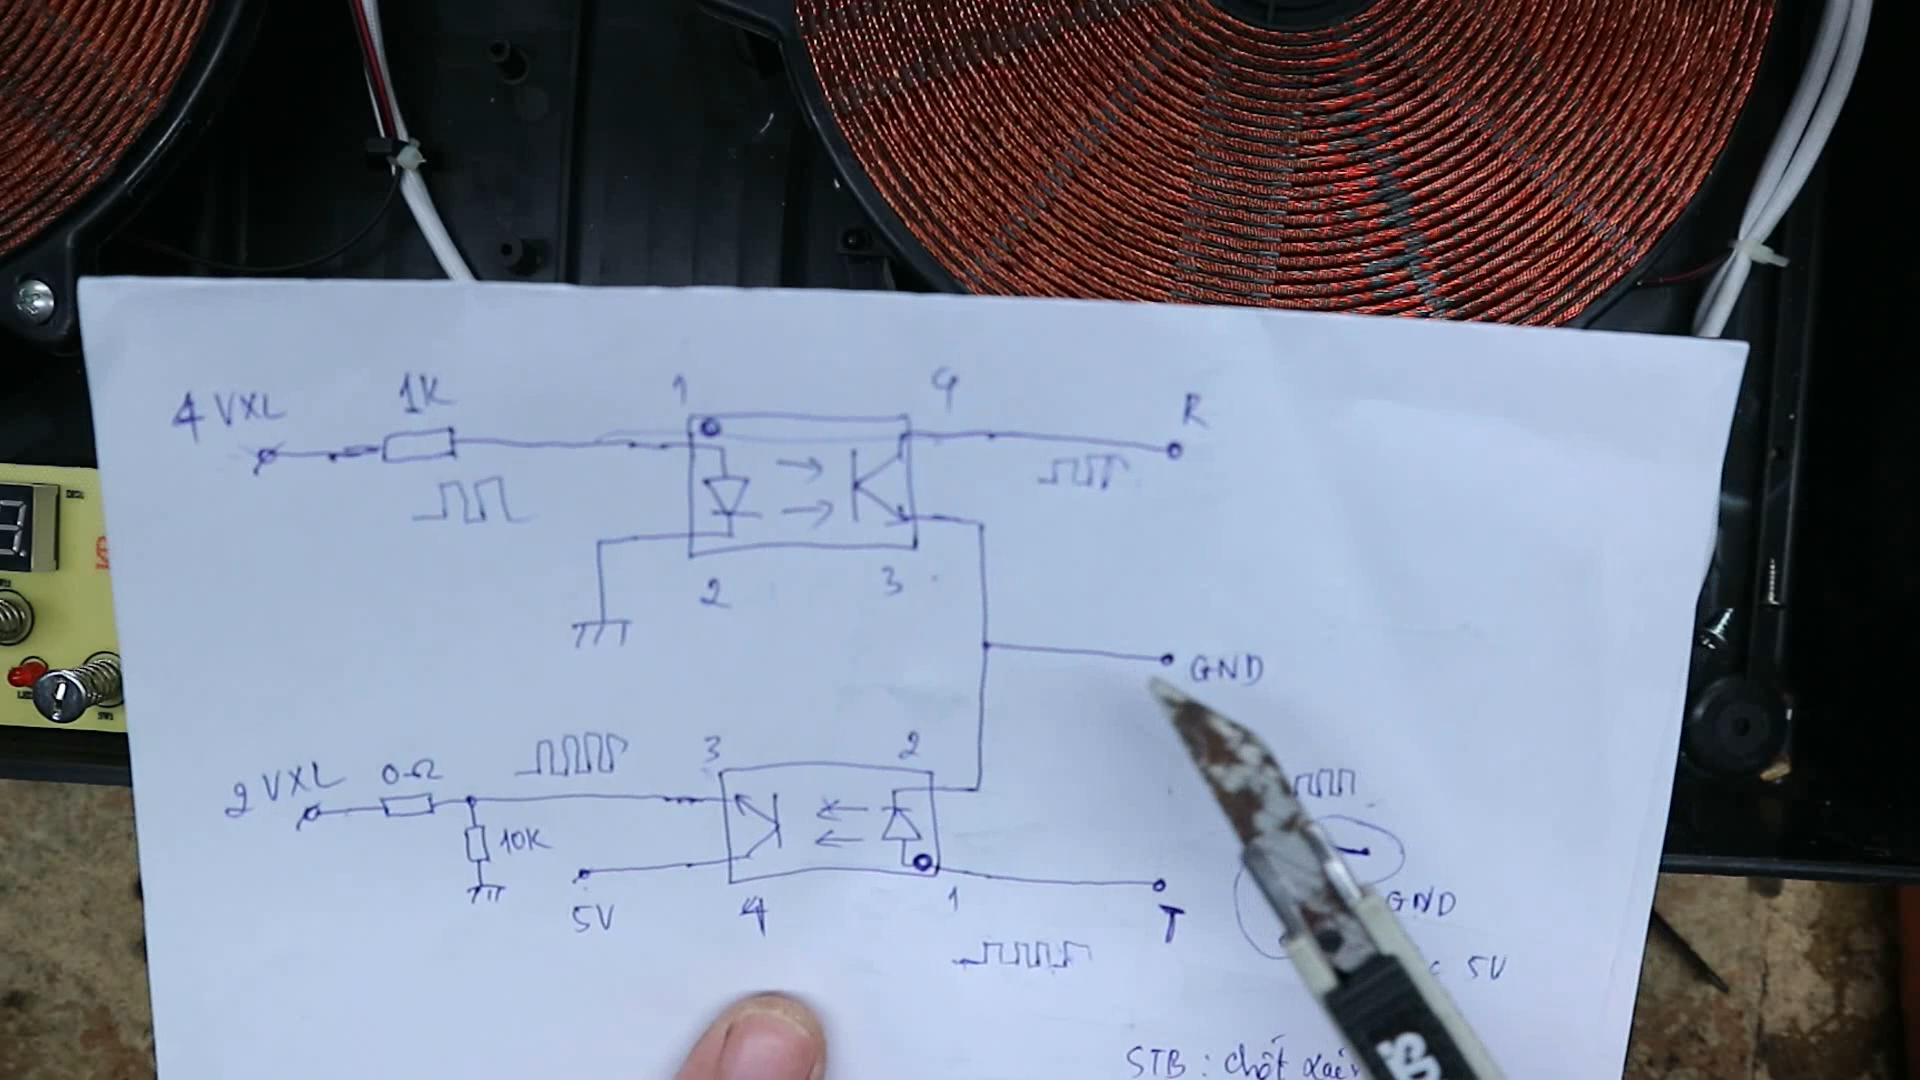 4 VXL
1K
1
4
R
2
3
GND
2 VXL
0Ω
3
2
10K
5V
4
1
T
GND
5V
STB : chốt